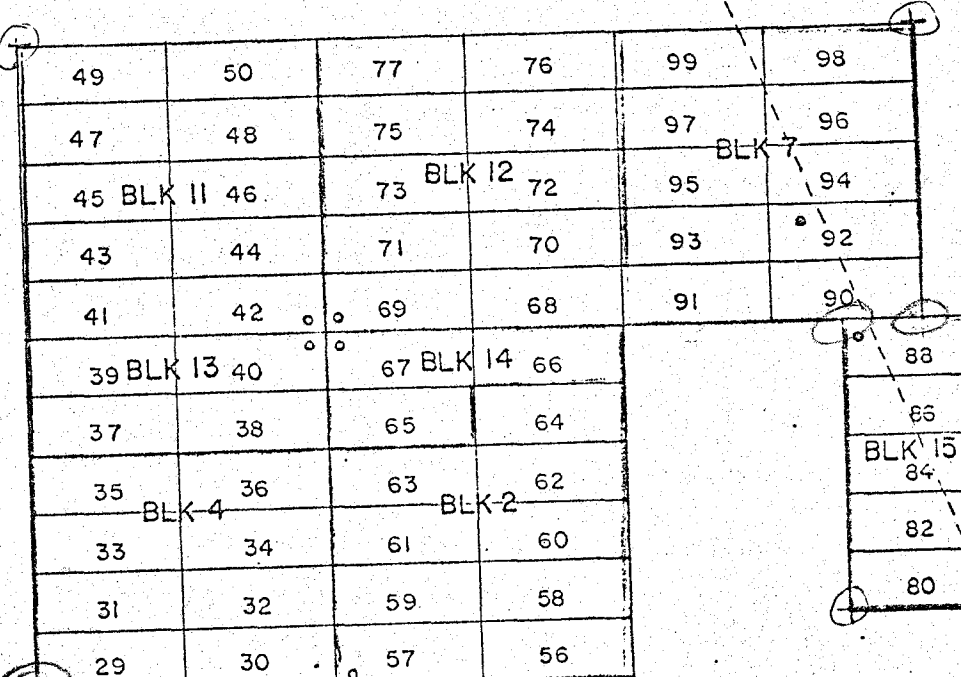 49 50 77 76 99 98
47 48 75 74 97 96
BLK 7
45 BLK 11 46 73 BLK 12 72 95 94
43 44 71 70 93 92
41 42 69 68 91 90
39 BLK 13 40 67 BLK 14 66 88
37 38 65 64 86
BLK 15
35 36 63 62 84
BLK 4 BLK 2
33 34 61 60 82
31 32 59 58 80
29 30 57 56